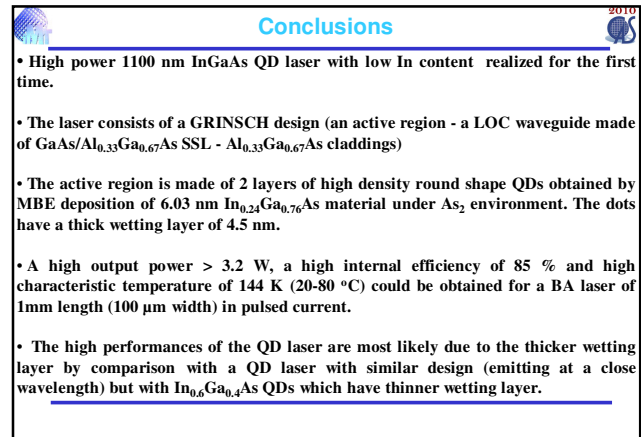 Conclusions
2010
• High power 1100 nm InGaAs QD laser with low In content realized for the first
time.
• The laser consists of a GRINSCH design (an active region - a LOC waveguide made
of GaAs/Al0.33Ga0.67As SSL - Al0.33Ga0.67As claddings)
• The active region is made of 2 layers of high density round shape QDs obtained by
MBE deposition of 6.03 nm In0.24Ga0.76As material under As2 environment. The dots
have a thick wetting layer of 4.5 nm.
• A high output power > 3.2 W, a high internal efficiency of 85 % and high
characteristic temperature of 144 K (20-80 °C) could be obtained for a BA laser of
1mm length (100 µm width) in pulsed current.
• The high performances of the QD laser are most likely due to the thicker wetting
layer by comparison with a QD laser with similar design (emitting at a close
wavelength) but with In0.6Ga0.4As QDs which have thinner wetting layer.